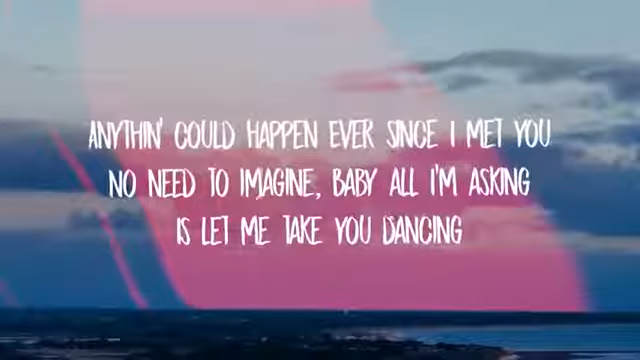 ANYTHIN' COULD HAPPEN EVER SINCE I MET YOU
NO NEED TO IMAGINE, BABY ALL I'M ASKING
IS LET ME TAKE YOU DANCING